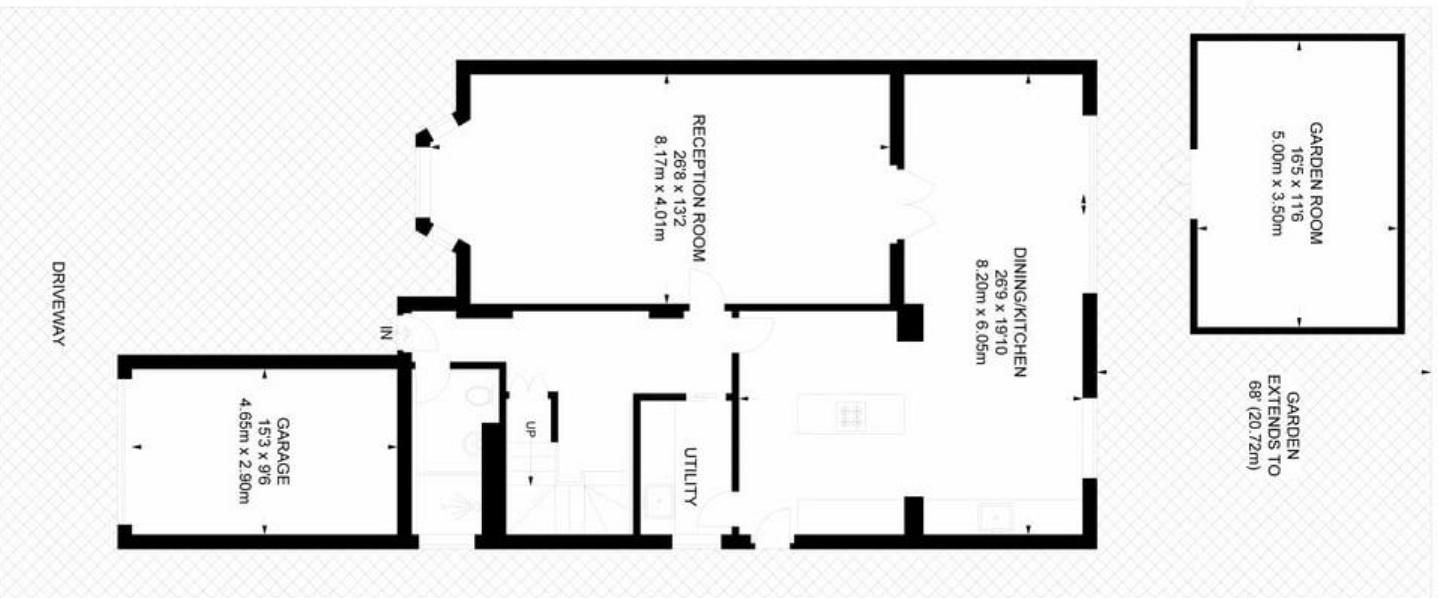 GARDEN ROOM
16'5 x 11'6
5.00m x 3.50m
GARDEN
EXTENDS TO
68' (20.72m)
DINING/KITCHEN
26'9 x 19'10
8.20m x 6.05m
RECEPTION ROOM
26'8 x 13'2
8.17m x 4.01m
UTILITY
UP
IN
GARAGE
15'3 x 9'6
4.65m x 2.90m
DRIVEWAY